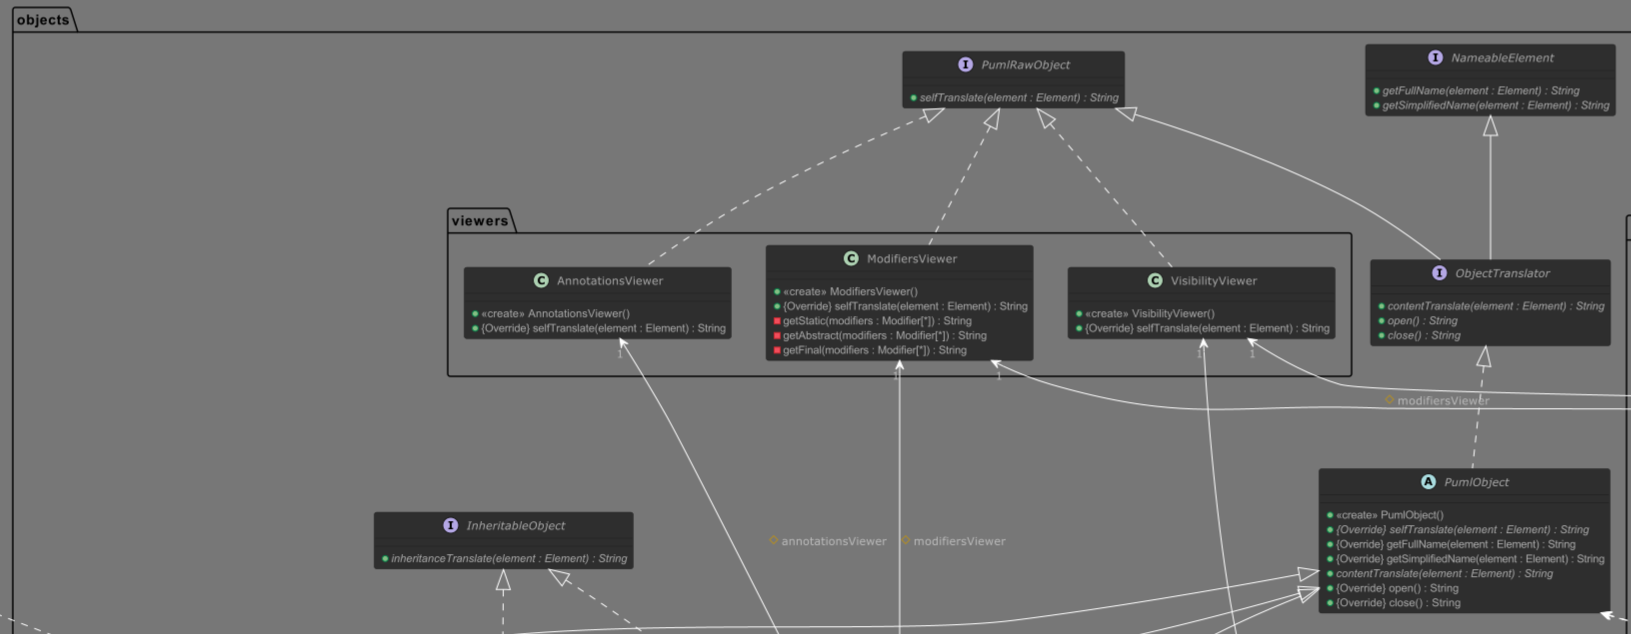 objects
I PumlRawObject
selfTranslate(element : Element) : String
I NameableElement
getFullName(element : Element) : String
getSimplifiedName(element : Element) : String
viewers
C AnnotationsViewer
«create» AnnotationsViewer()
{Override} selfTranslate(element : Element) : String
C ModifiersViewer
«create» ModifiersViewer()
{Override} selfTranslate(element : Element) : String
getStatic(modifiers : Modifier[*]) : String
getAbstract(modifiers : Modifier[*]) : String
getFinal(modifiers : Modifier[*]) : String
C VisibilityViewer
«create» VisibilityViewer()
{Override} selfTranslate(element : Element) : String
I ObjectTranslator
contentTranslate(element : Element) : String
open() : String
close() : String
1
1
1
1
1
modifiersViewer
A PumlObject
«create» PumlObject()
{Override} selfTranslate(element : Element) : String
{Override} getFullName(element : Element) : String
{Override} getSimplifiedName(element : Element) : String
contentTranslate(element : Element) : String
{Override} open() : String
{Override} close() : String
I InheritableObject
inheritanceTranslate(element : Element) : String
annotationsViewer
modifiersViewer